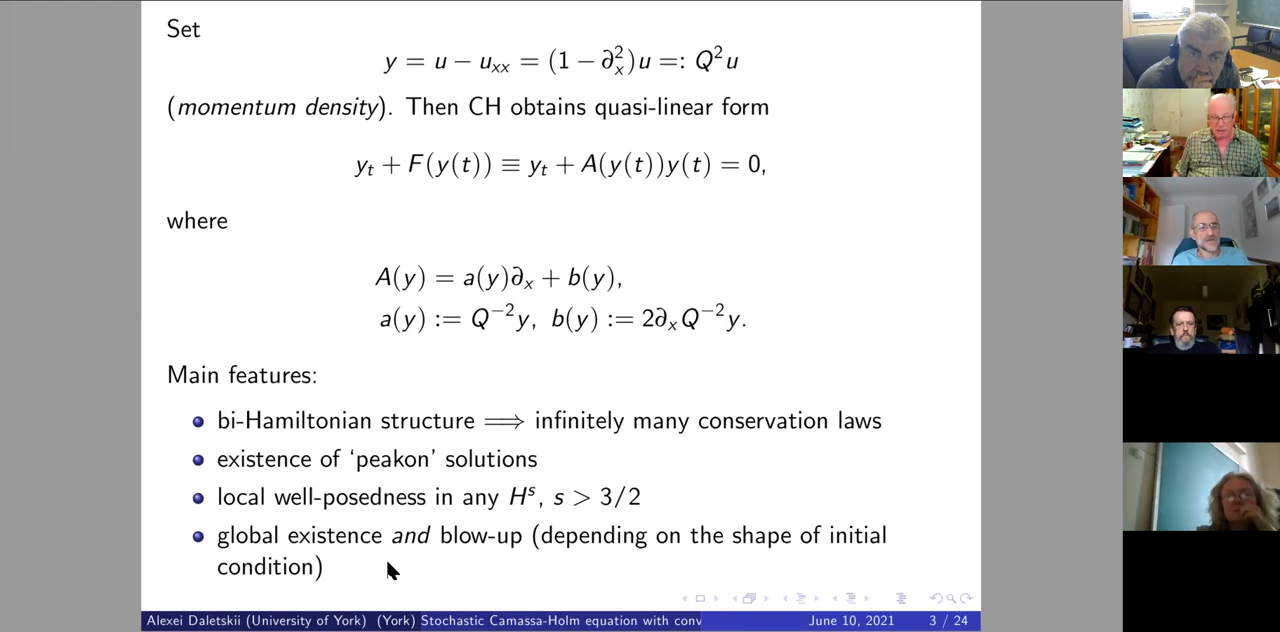 Set
y = u − u_xx = (1 − ∂_x^2)u =: Q^2 u
(momentum density). Then CH obtains quasi-linear form
y_t + F(y(t)) ≡ y_t + A(y(t))y(t) = 0,
where
A(y) = a(y)∂_x + b(y),
a(y) := Q^{−2}y, b(y) := 2∂_x Q^{−2}y.
Main features:
bi-Hamiltonian structure ⟹ infinitely many conservation laws
existence of ‘peakon’ solutions
local well-posedness in any H^s, s > 3/2
global existence and blow-up (depending on the shape of initial
condition)
Alexei Daletskii (University of York) (York) Stochastic Camassa-Holm equation with conv June 10, 2021 3 / 24